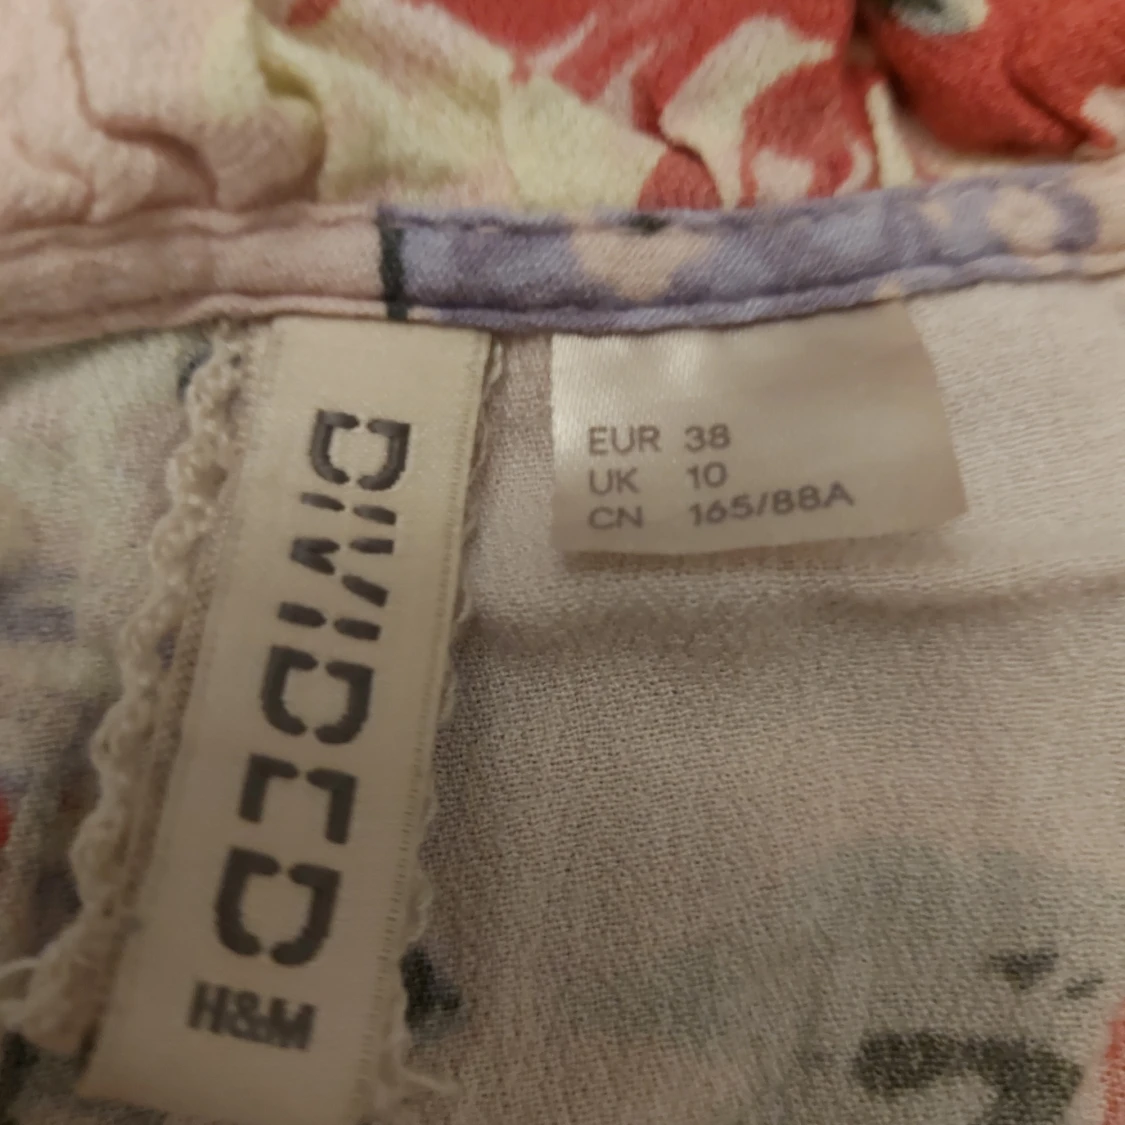 DIVIDED
H&M
EUR 38
UK 10
CN 165/88A